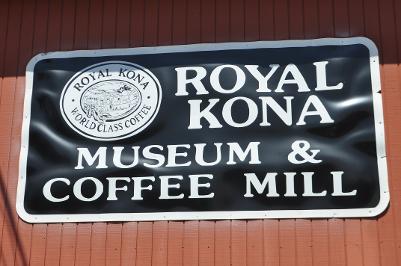 ROYAL KONA
WORLD CLASS COFFEE
ROYAL
KONA
MUSEUM &
COFFEE MILL